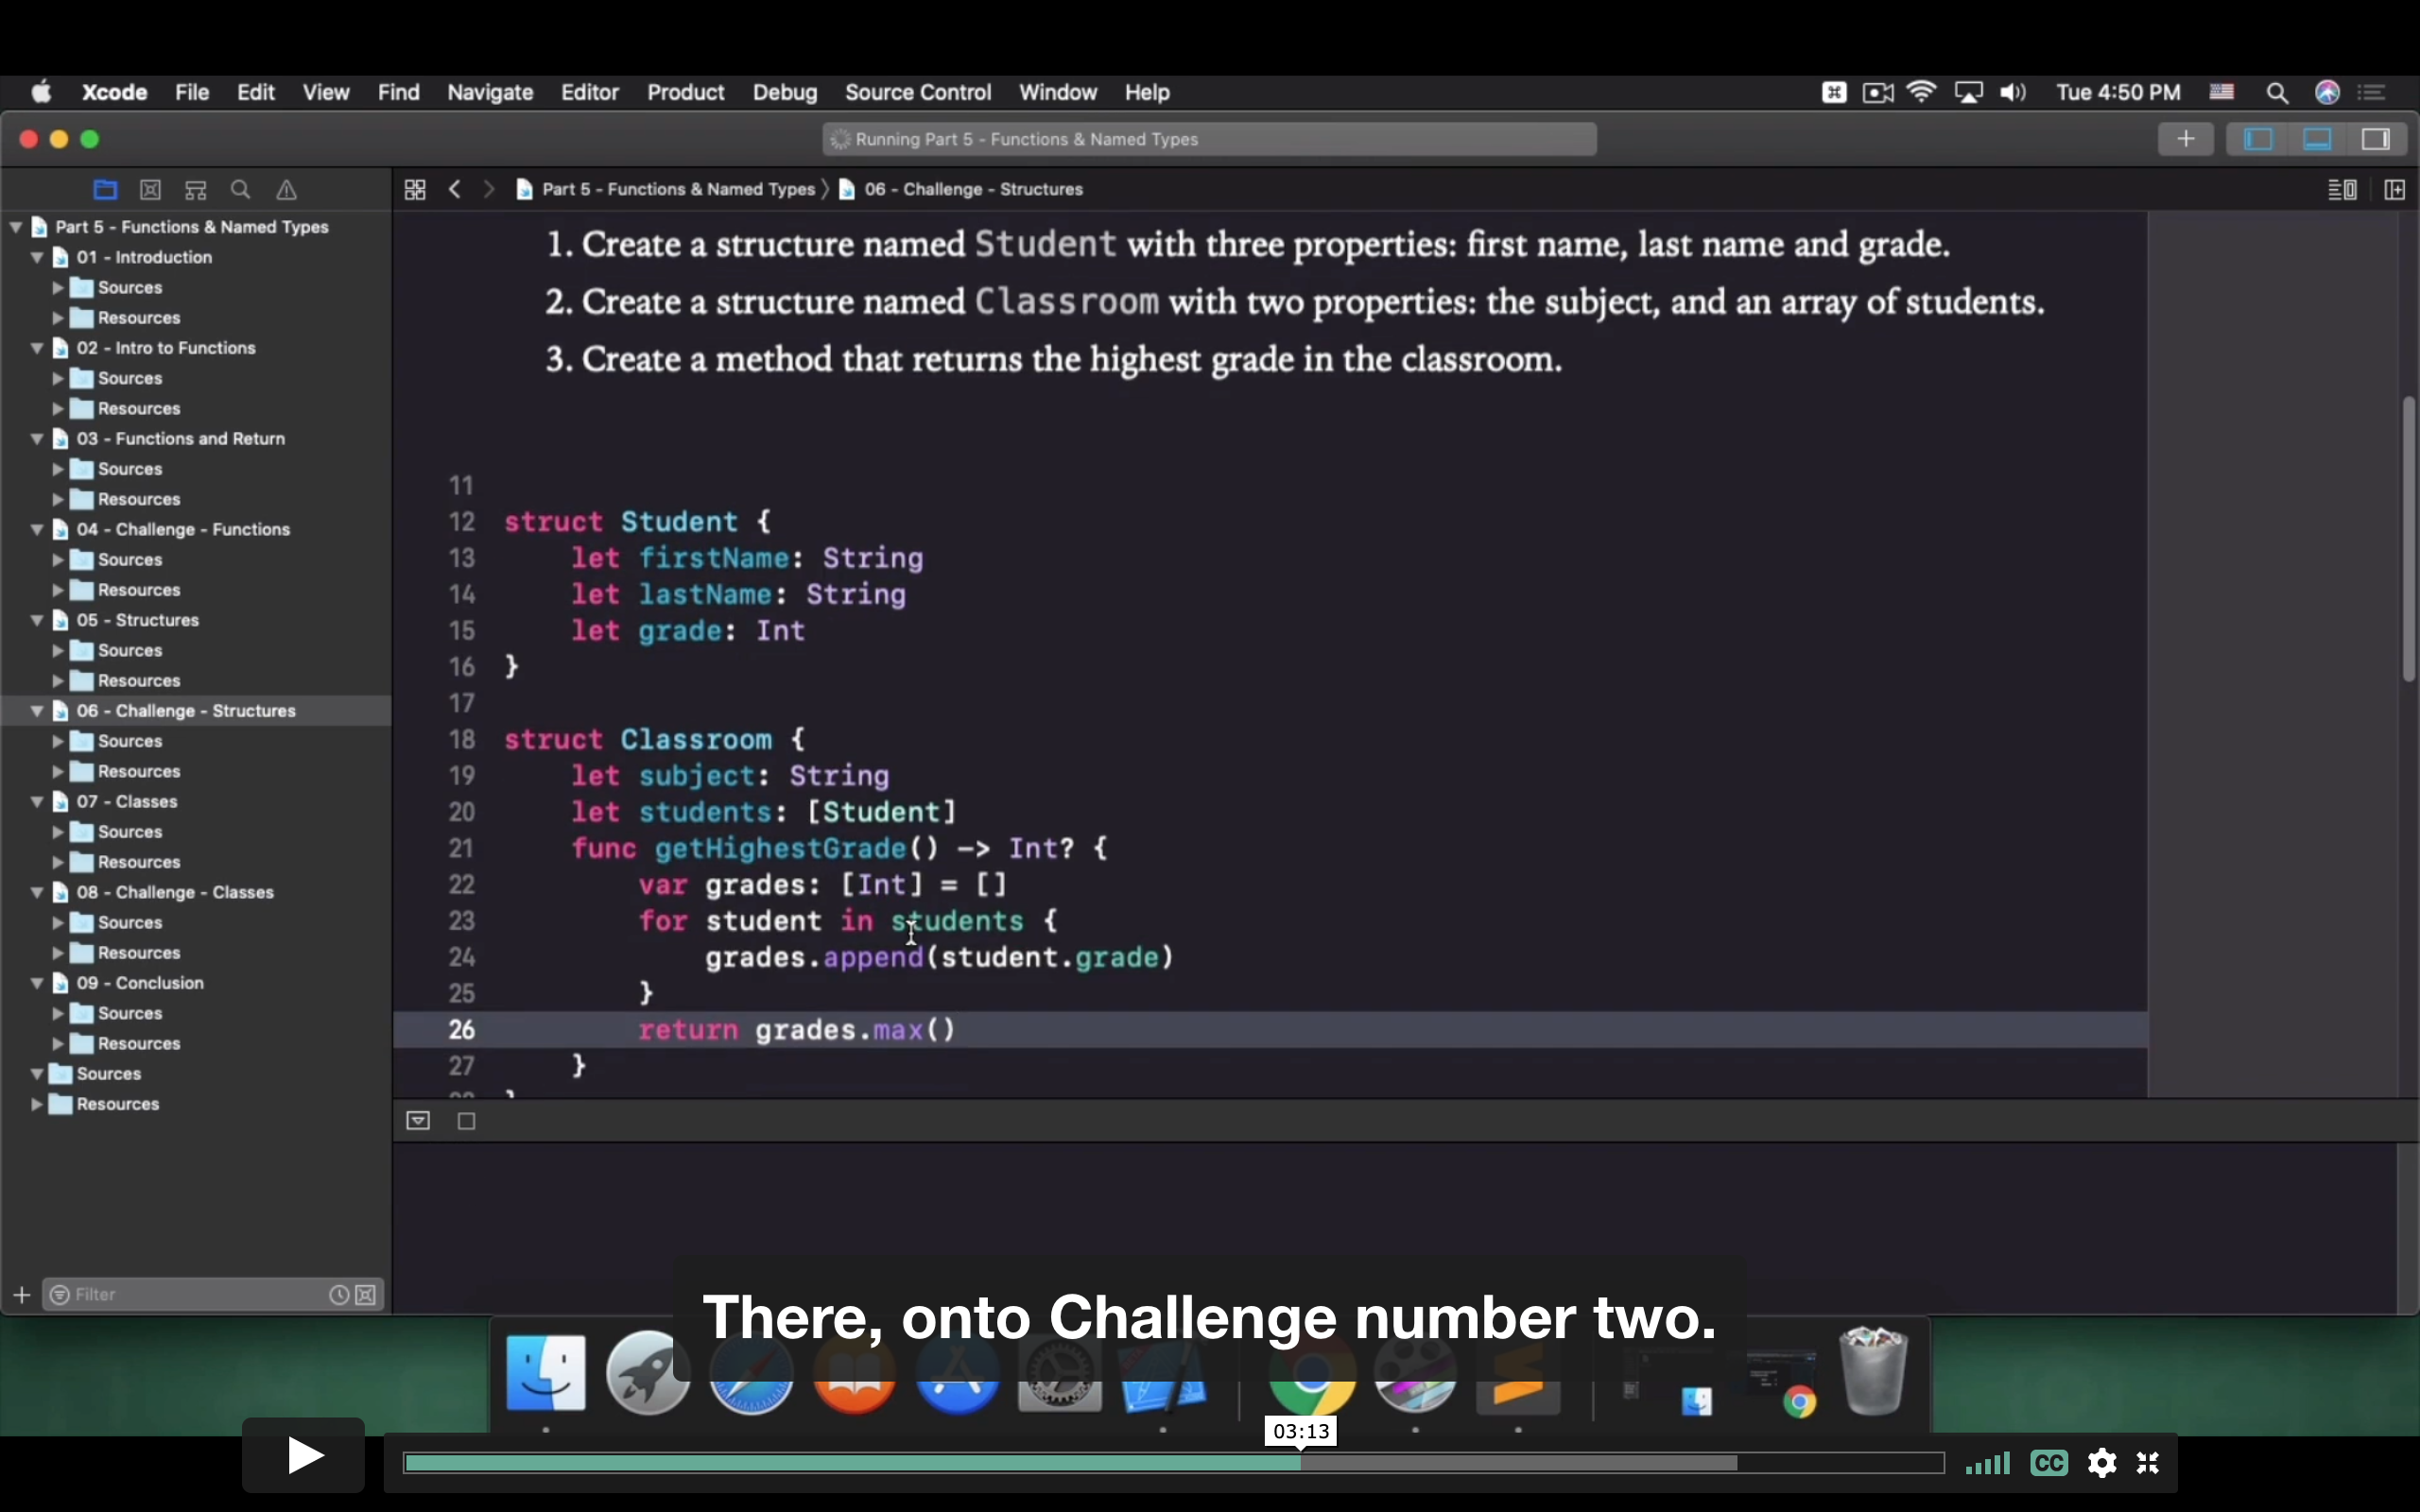 Xcode File Edit View Find Navigate Editor Product Debug Source Control Window Help Tue 4:50 PM
Running Part 5 - Functions & Named Types
Part 5 - Functions & Named Types 06 - Challenge - Structures
Part 5 - Functions & Named Types
01 - Introduction
Sources
Resources
02 - Intro to Functions
Sources
Resources
03 - Functions and Return
Sources
Resources
04 - Challenge - Functions
Sources
Resources
05 - Structures
Sources
Resources
06 - Challenge - Structures
Sources
Resources
07 - Classes
Sources
Resources
08 - Challenge - Classes
Sources
Resources
09 - Conclusion
Sources
Resources
Sources
Resources
Filter
1. Create a structure named Student with three properties: first name, last name and grade.
2. Create a structure named Classroom with two properties: the subject, and an array of students.
3. Create a method that returns the highest grade in the classroom.
11
12 struct Student {
13 let firstName: String
14 let lastName: String
15 let grade: Int
16 }
17
18 struct Classroom {
19 let subject: String
20 let students: [Student]
21 func getHighestGrade() -> Int? {
22 var grades: [Int] = []
23 for student in students {
24 grades.append(student.grade)
25 }
26 return grades.max()
27 }
There, onto Challenge number two.
03:13
CC